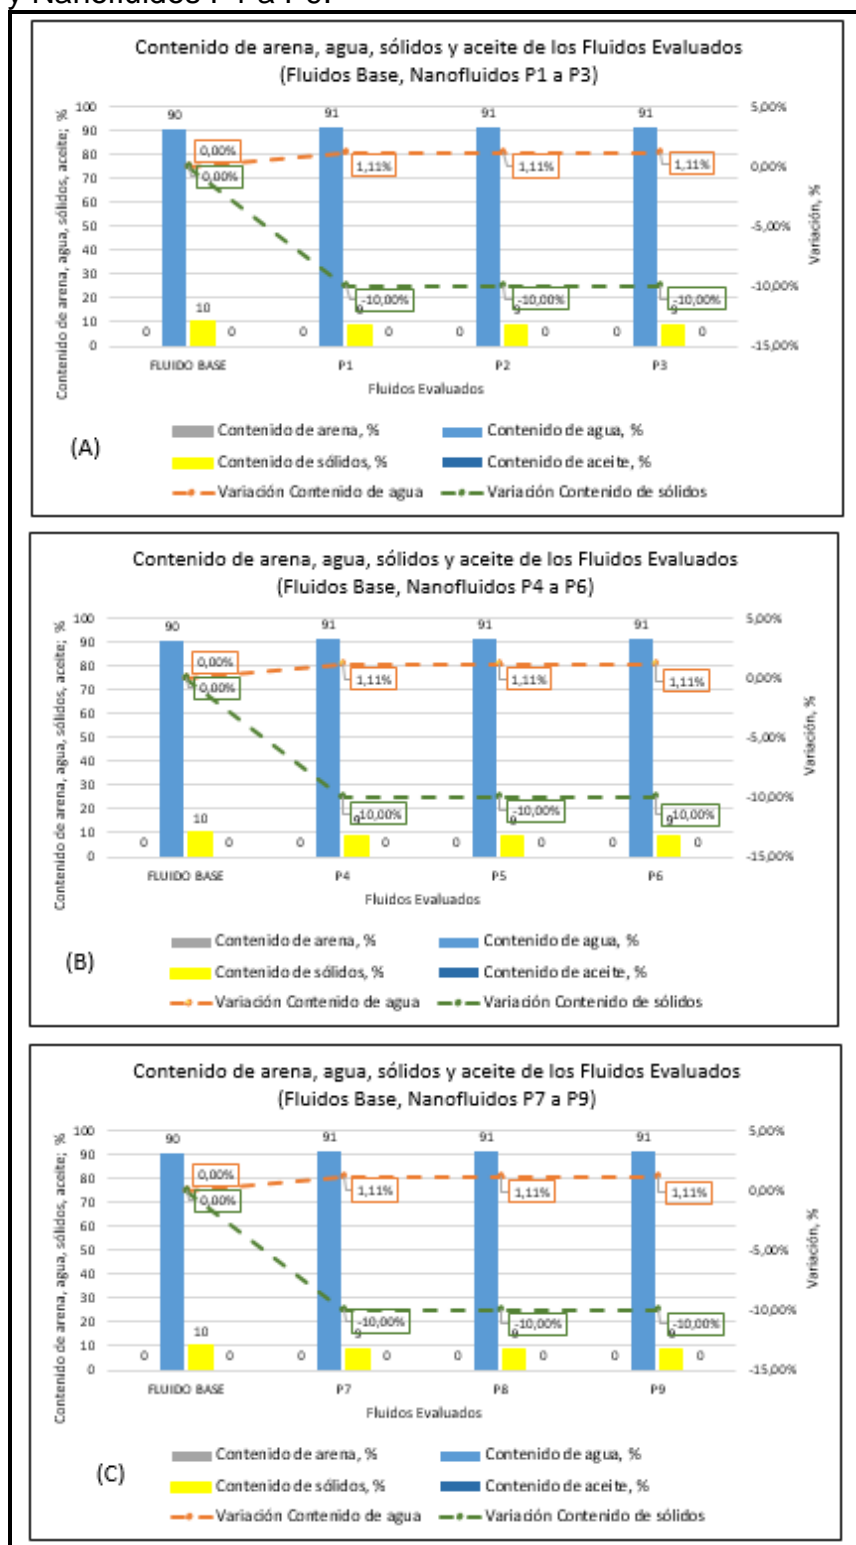 Contenido de arena, agua, sólidos y aceite de los Fluidos Evaluados
(Fluidos Base, Nanofluidos P1 a P3)
Contenido de arena, agua, sólidos, aceite; %
100
90
80
70
60
50
40
30
20
10
0
90
91
91
91
0,00%
0,00%
1,11%
1,11%
1,11%
-10,00%
-10,00%
-10,00%
0
10
0
0
9
0
0
9
0
0
9
0
5,00%
0,00%
-5,00%
-10,00%
-15,00%
Variación, %
FLUIDO BASE
P1
P2
P3
Fluidos Evaluados
(A)
Contenido de arena, %
Contenido de agua, %
Contenido de sólidos, %
Contenido de aceite, %
Variación Contenido de agua
Variación Contenido de sólidos
Contenido de arena, agua, sólidos y aceite de los Fluidos Evaluados
(Fluidos Base, Nanofluidos P4 a P6)
Contenido de arena, agua, sólidos, aceite; %
100
90
80
70
60
50
40
30
20
10
0
90
91
91
91
0,00%
0,00%
1,11%
1,11%
1,11%
-10,00%
-10,00%
-10,00%
0
10
0
0
9
0
0
9
0
0
9
0
5,00%
0,00%
-5,00%
-10,00%
-15,00%
Variación, %
FLUIDO BASE
P4
P5
P6
Fluidos Evaluados
(B)
Contenido de arena, %
Contenido de agua, %
Contenido de sólidos, %
Contenido de aceite, %
Variación Contenido de agua
Variación Contenido de sólidos
Contenido de arena, agua, sólidos y aceite de los Fluidos Evaluados
(Fluidos Base, Nanofluidos P7 a P9)
Contenido de arena, agua, sólidos, aceite; %
100
90
80
70
60
50
40
30
20
10
0
90
91
91
91
0,00%
0,00%
1,11%
1,11%
1,11%
-10,00%
-10,00%
-10,00%
0
10
0
0
9
0
0
9
0
0
9
0
5,00%
0,00%
-5,00%
-10,00%
-15,00%
Variación, %
FLUIDO BASE
P7
P8
P9
Fluidos Evaluados
(C)
Contenido de arena, %
Contenido de agua, %
Contenido de sólidos, %
Contenido de aceite, %
Variación Contenido de agua
Variación Contenido de sólidos